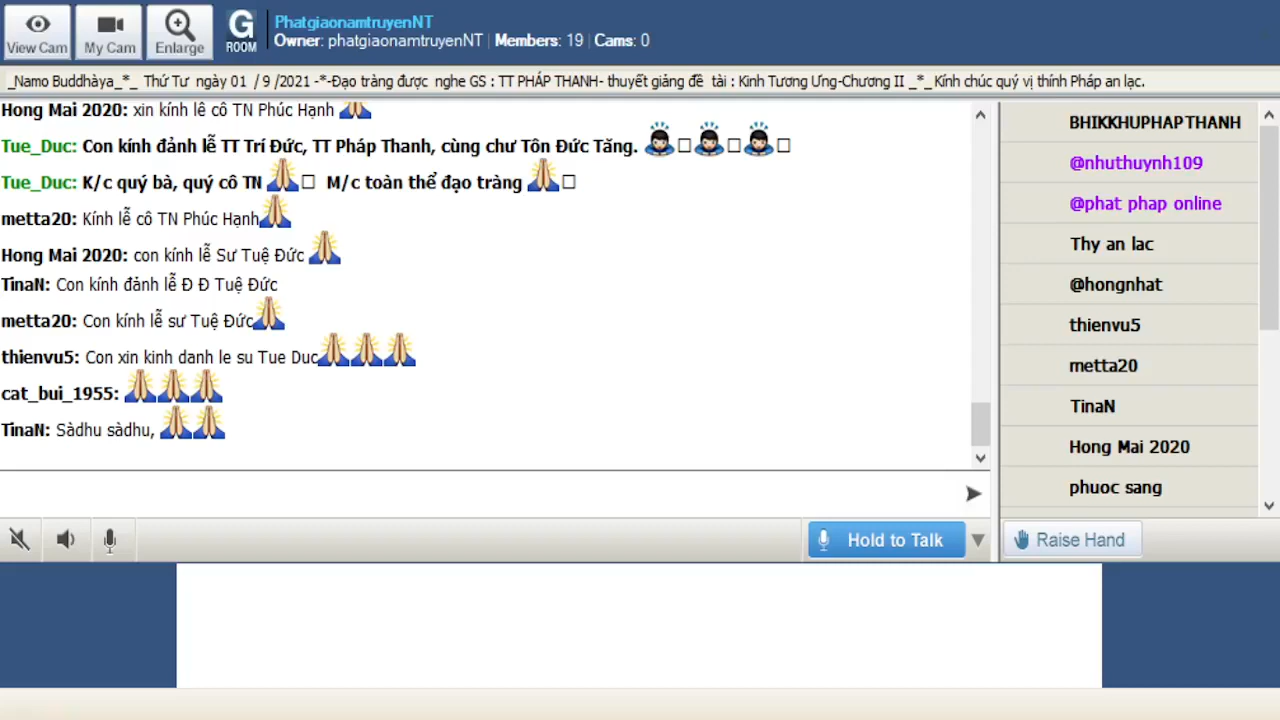 View Cam
My Cam
Enlarge
G
ROOM
PhatgiaonamtruyenNT
Owner: phatgiaonamtruyenNT | Members: 19 | Cams: 0
_Namo Buddhàya_*_ Thứ Tư ngày 01 / 9 /2021 -*-Đạo tràng được nghe GS : TT PHÁP THANH- thuyết giảng đề tài : Kinh Tương Ưng-Chương II _*_ Kính chúc quý vị thính Pháp an lạc.
Hong Mai 2020: xin kính lê cô TN Phúc Hạnh 🙏
Tue_Duc: Con kính đảnh lễ TT Trí Đức, TT Pháp Thanh, cùng chư Tôn Đức Tăng. 🙇□🙇□🙇□
Tue_Duc: K/c quý bà, quý cô TN 🙏□ M/c toàn thể đạo tràng 🙏□
metta20: Kính lễ cô TN Phúc Hạnh🙏
Hong Mai 2020: con kính lễ Sư Tuệ Đức 🙏
TinaN: Con kính đảnh lễ Đ Đ Tuệ Đức
metta20: Con kính lễ sư Tuệ Đức🙏
thienvu5: Con xin kinh danh le su Tue Duc🙏🙏🙏
cat_bui_1955: 🙏🙏🙏
TinaN: Sàdhu sàdhu, 🙏🙏
BHIKKHUPHAPTHANH
@nhuthuynh109
@phat phap online
Thy an lac
@hongnhat
thienvu5
metta20
TinaN
Hong Mai 2020
phuoc sang
Hold to Talk
Raise Hand